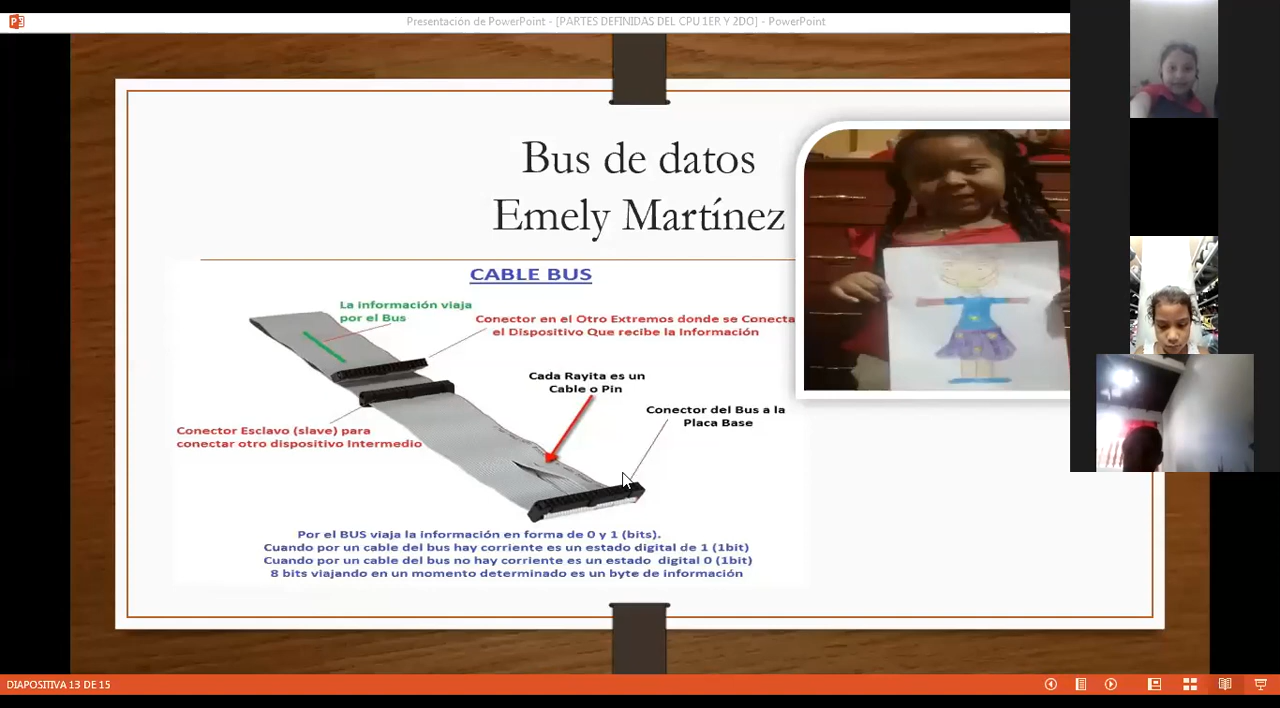 Presentación de PowerPoint - [PARTES DEFINIDAS DEL CPU 1ER Y 2DO] - PowerPoint
Bus de datos
Emely Martínez
CABLE BUS
La información viaja
por el Bus
Conector en el Otro Extremos donde se Conecta
el Dispositivo Que recibe la Información
Cada Rayita es un
Cable o Pin
Conector del Bus a la
Placa Base
Conector Esclavo (slave) para
conectar otro dispositivo Intermedio
Por el BUS viaja la información en forma de 0 y 1 (bits).
Cuando por un cable del bus hay corriente es un estado digital de 1 (1bit)
Cuando por un cable del bus no hay corriente es un estado digital 0 (1bit)
8 bits viajando en un momento determinado es un byte de información
DIAPOSITIVA 13 DE 15